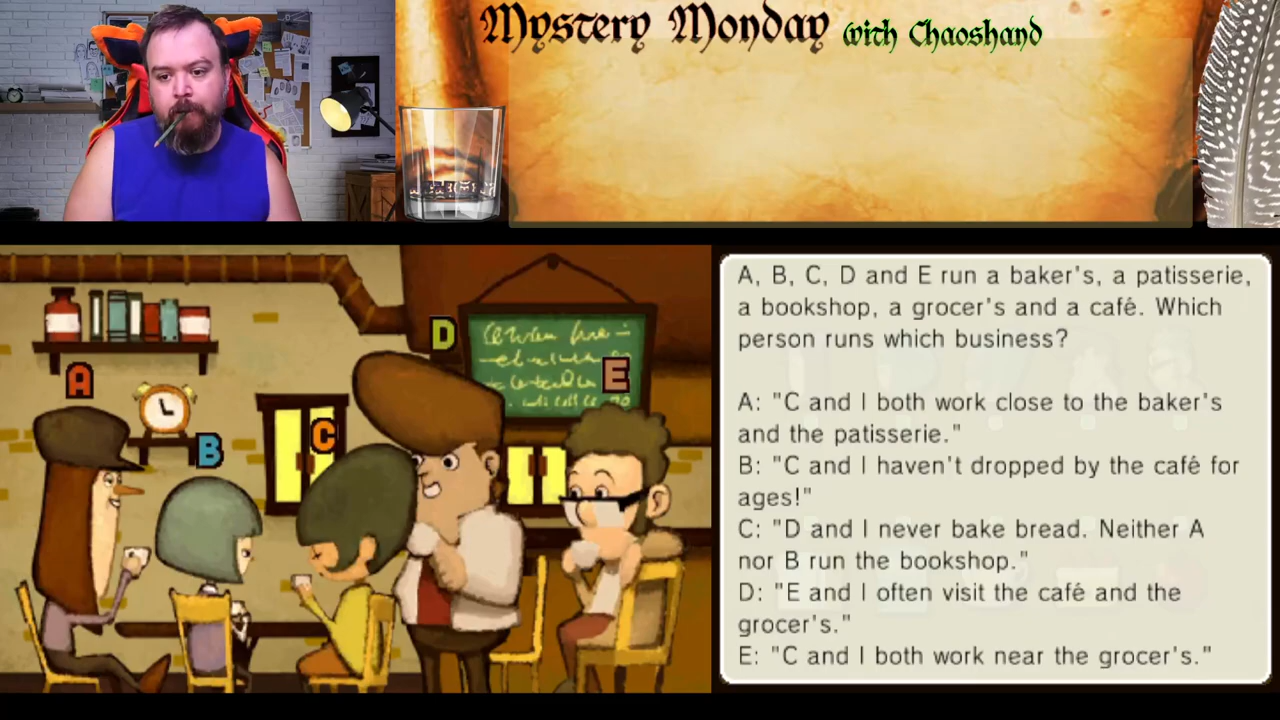 Mystery Monday with Chaoshand
A, B, C, D and E run a baker's, a patisserie,
a bookshop, a grocer's and a café. Which
person runs which business?
A: "C and I both work close to the baker's
and the patisserie."
B: "C and I haven't dropped by the café for
ages!"
C: "D and I never bake bread. Neither A
nor B run the bookshop."
D: "E and I often visit the café and the
grocer's."
E: "C and I both work near the grocer's."
A
B
C
D
E